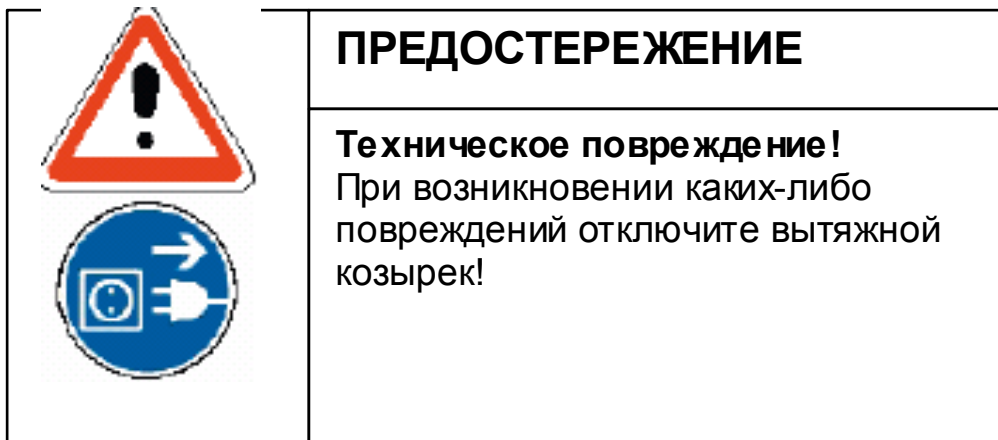 ПРЕДОСТЕРЕЖЕНИЕ
Техническое повреждение!
При возникновении каких-либо
повреждений отключите вытяжной
козырек!